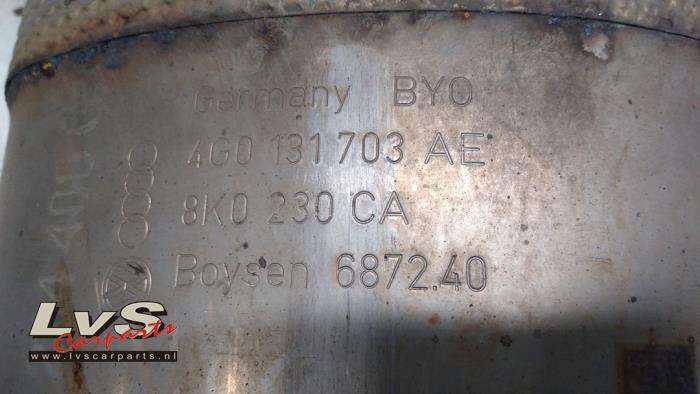 Germany BYO
4G0 131 703 AE
8K0 230 CA
Boysen 6872.40
LvS
Carparts
www.lvscarparts.nl